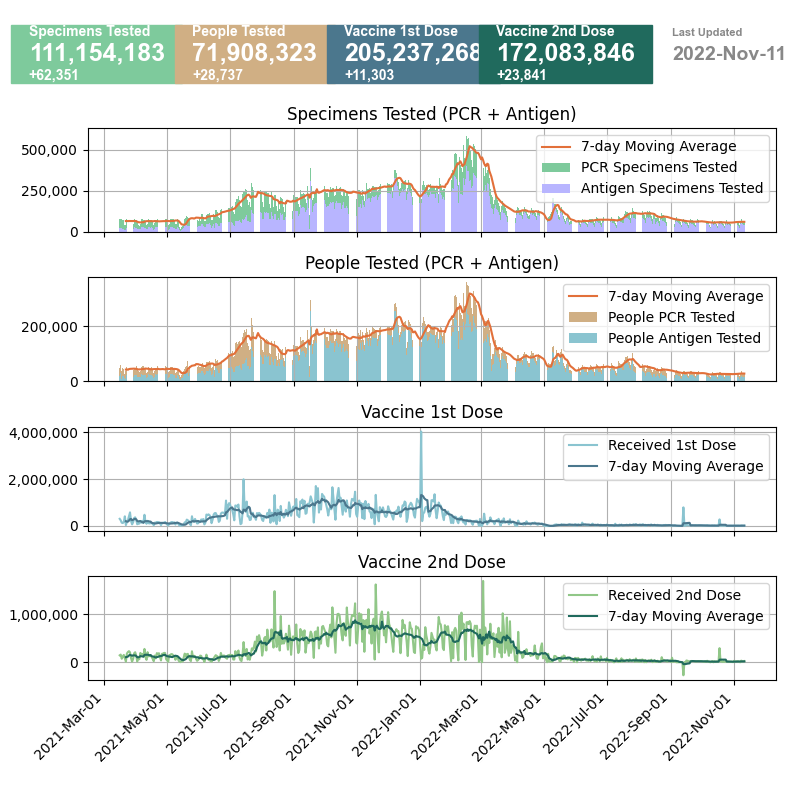 Specimens Tested
111,154,183
+62,351
People Tested
71,908,323
+28,737
Vaccine 1st Dose
205,237,268
+11,303
Vaccine 2nd Dose
172,083,846
+23,841
Last Updated
2022-Nov-11
Specimens Tested (PCR + Antigen)
500,000
250,000
0
7-day Moving Average
PCR Specimens Tested
Antigen Specimens Tested
People Tested (PCR + Antigen)
200,000
0
7-day Moving Average
People PCR Tested
People Antigen Tested
Vaccine 1st Dose
4,000,000
2,000,000
0
Received 1st Dose
7-day Moving Average
Vaccine 2nd Dose
1,000,000
0
Received 2nd Dose
7-day Moving Average
2021-Mar-01
2021-May-01
2021-Jul-01
2021-Sep-01
2021-Nov-01
2022-Jan-01
2022-Mar-01
2022-May-01
2022-Jul-01
2022-Sep-01
2022-Nov-01